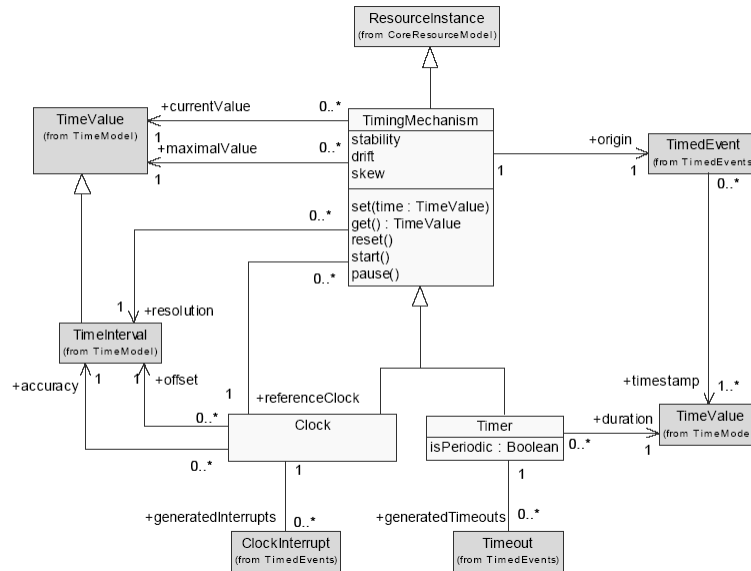 ResourceInstance
(from CoreResourceModel)
TimeValue
(from TimeModel)
+currentValue
0..*
1
+maximalValue
0..*
1
TimingMechanism
stability
drift
skew
set(time : TimeValue)
get() : TimeValue
reset()
start()
pause()
+origin
1
1
TimedEvent
(from TimedEvents)
0..*
0..*
0..*
1
+resolution
TimeInterval
(from TimeModel)
+accuracy
1
1
+offset
1
+referenceClock
+timestamp
1..*
0..*
0..*
Clock
Timer
isPeriodic : Boolean
+duration
0..*
1
TimeValue
(from TimeMode
1
1
+generatedInterrupts
0..*
+generatedTimeouts
0..*
ClockInterrupt
(from TimedEvents)
Timeout
(from TimedEvents)